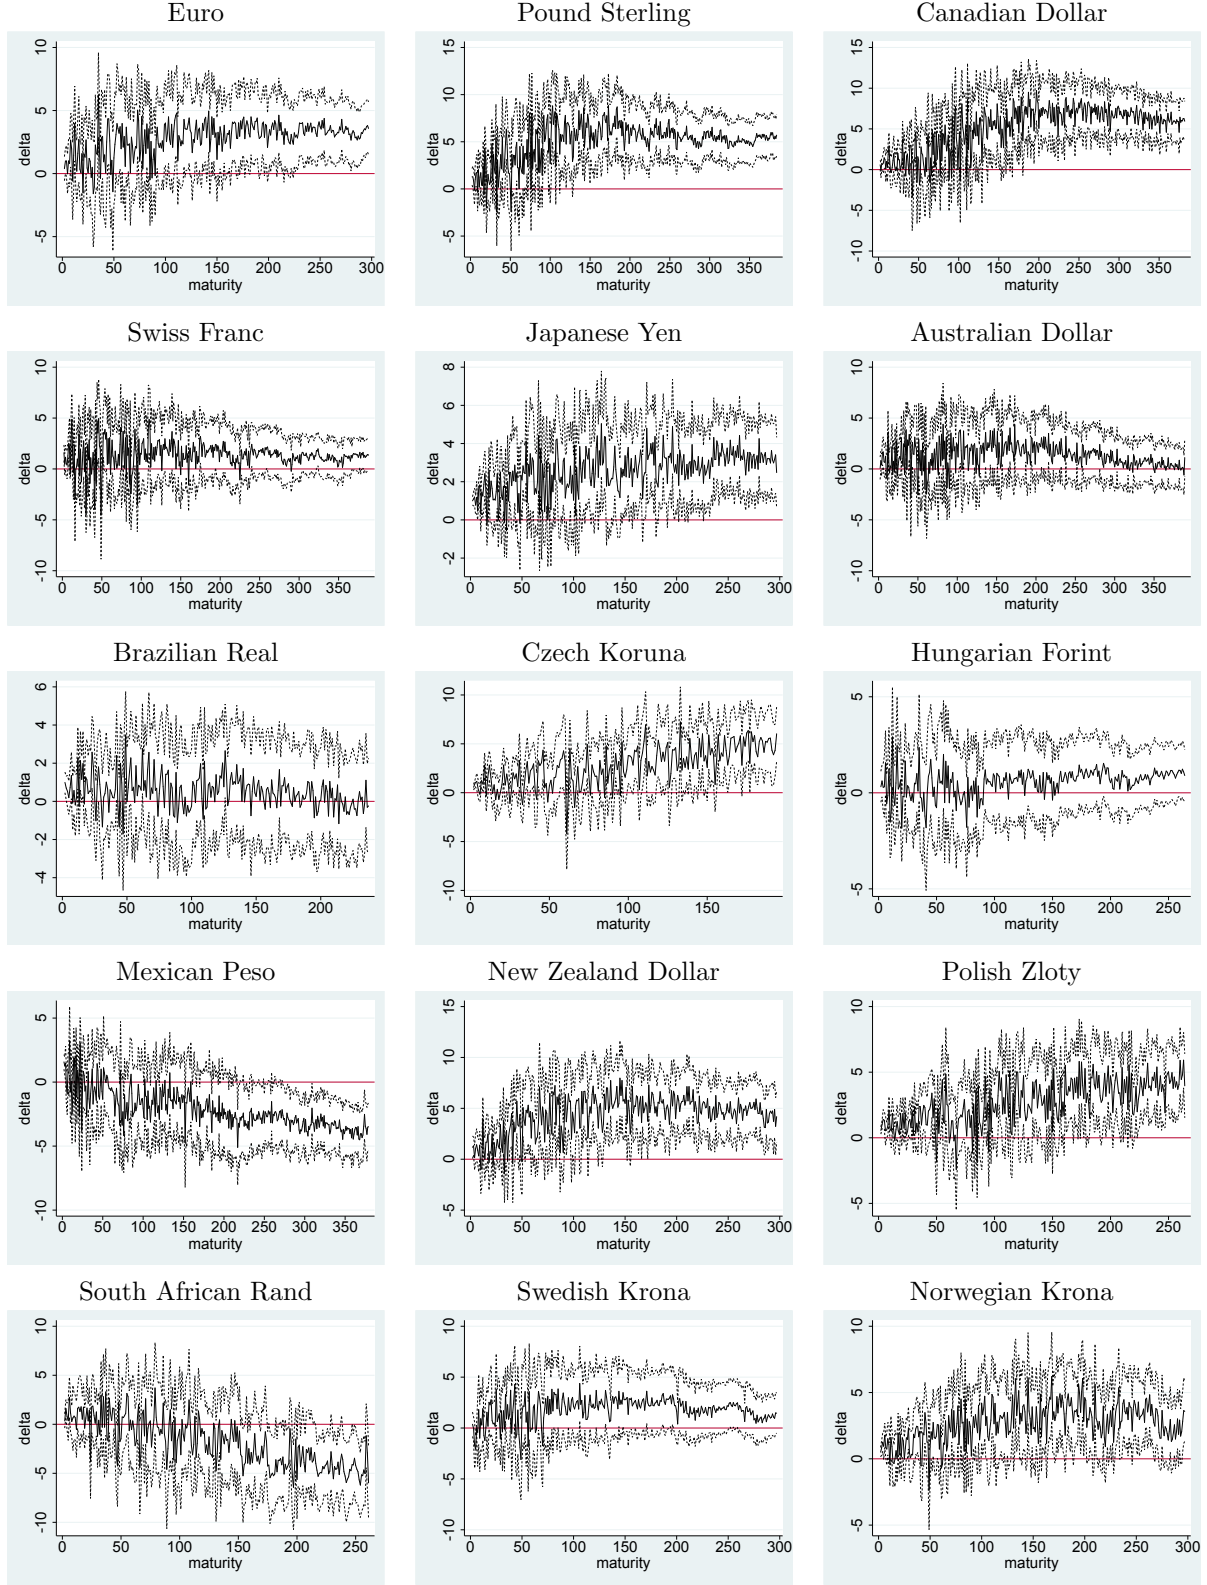 Euro Pound Sterling Canadian Dollar
10 15 15
5 10 10
delta 0 delta 5 delta 5
-5 0 0
-5 -5
-10
0 50 100 150 200 250 300 0 50 100 150 200 250 300 350 0 50 100 150 200 250 300 350
maturity maturity maturity
Swiss Franc Japanese Yen Australian Dollar
10 8 10
5 6 5
delta 0 delta 4 delta 0
-5 2 -5
-10 0 -10
-2
0 50 100 150 200 250 300 350 0 50 100 150 200 250 300 0 50 100 150 200 250 300 350
maturity maturity maturity
Brazilian Real Czech Koruna Hungarian Forint
6 10 5
4 5
2
delta 0 delta 0 delta 0
-2 -5
-4 -10 -5
0 50 100 150 200 0 50 100 150 0 50 100 150 200 250
maturity maturity maturity
Mexican Peso New Zealand Dollar Polish Zloty
5 15 10
0 10 5
delta -5 delta 5 delta 0
-10 0 -5
-5
0 50 100 150 200 250 300 350 0 50 100 150 200 250 300 0 50 100 150 200 250
maturity maturity maturity
South African Rand Swedish Krona Norwegian Krona
10 10 10
5 5 5
delta 0 delta 0 delta 0
-5 -5 -5
-10 -10
0 50 100 150 200 250 0 50 100 150 200 250 300 0 50 100 150 200 250 300
maturity maturity maturity